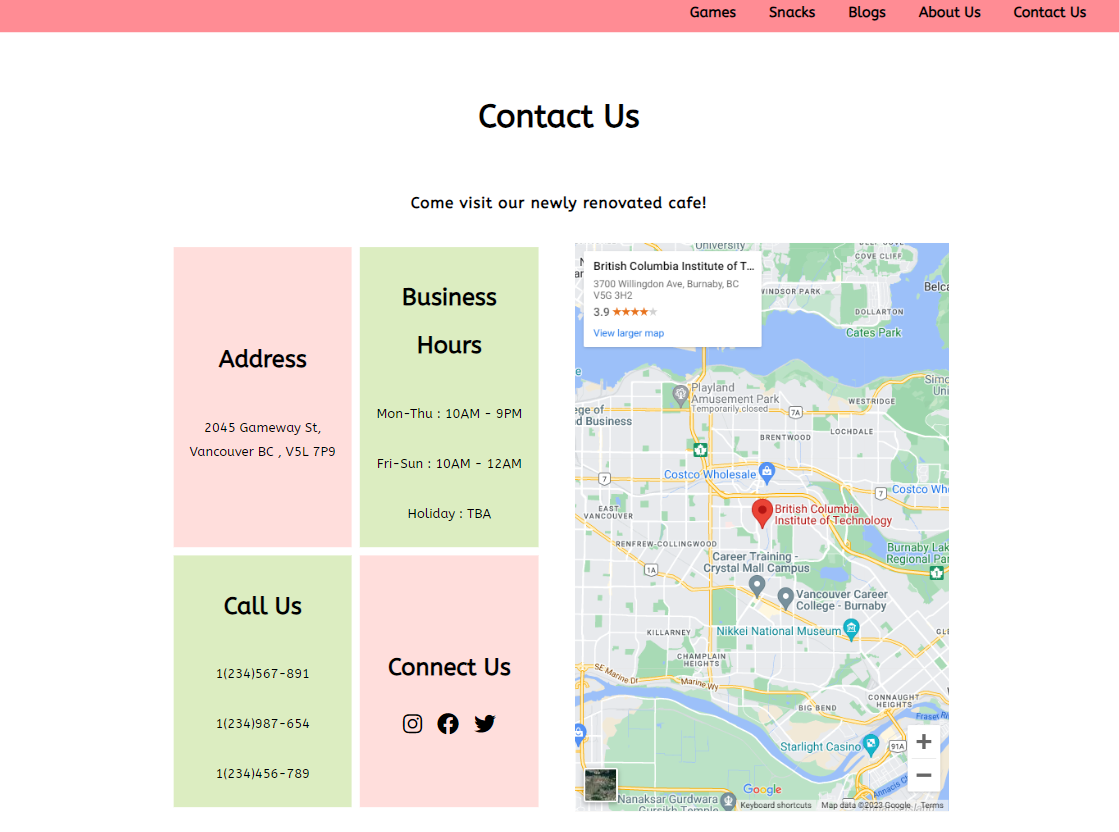 Games Snacks Blogs About Us Contact Us
Contact Us
Come visit our newly renovated cafe!
Address
2045 Gameway St,
Vancouver BC , V5L 7P9
Business
Hours
Mon-Thu : 10AM - 9PM
Fri-Sun : 10AM - 12AM
Holiday : TBA
Call Us
1(234)567-891
1(234)987-654
1(234)456-789
Connect Us
British Columbia Institute of T...
3700 Willingdon Ave, Burnaby, BC
V5G 3H2
3.9
View larger map
University
COVE CLIFF
WINDSOR PARK
Belca
DOLLARTON
Cates Park
Playland
Amusement Park
Temporarily closed
7A
WESTRIDGE
Simo
Uni
ege of
d Business
BRENTWOOD
LOCHDALE
1
Costco Wholesale
7
7
Costco Wh
EAST
VANCOUVER
British Columbia
Institute of Technology
RENFREW-COLLINGWOOD
Burnaby Lak
Regional Par
1
1A
Career Training -
Crystal Mall Campus
Vancouver Career
College - Burnaby
KILLARNEY
Nikkei National Museum
GLE
CHAMPLAIN
HEIGHTS
SE Marine Dr
Marine Wy
CONNAUGHT
HEIGHTS
BIG BEND
Fraser Ri
Starlight Casino
91A
+
−
Annacis Ch
Google
Nanaksar Gurdwara
Gursikh Temple
Keyboard shortcuts Map data ©2023 Google Terms